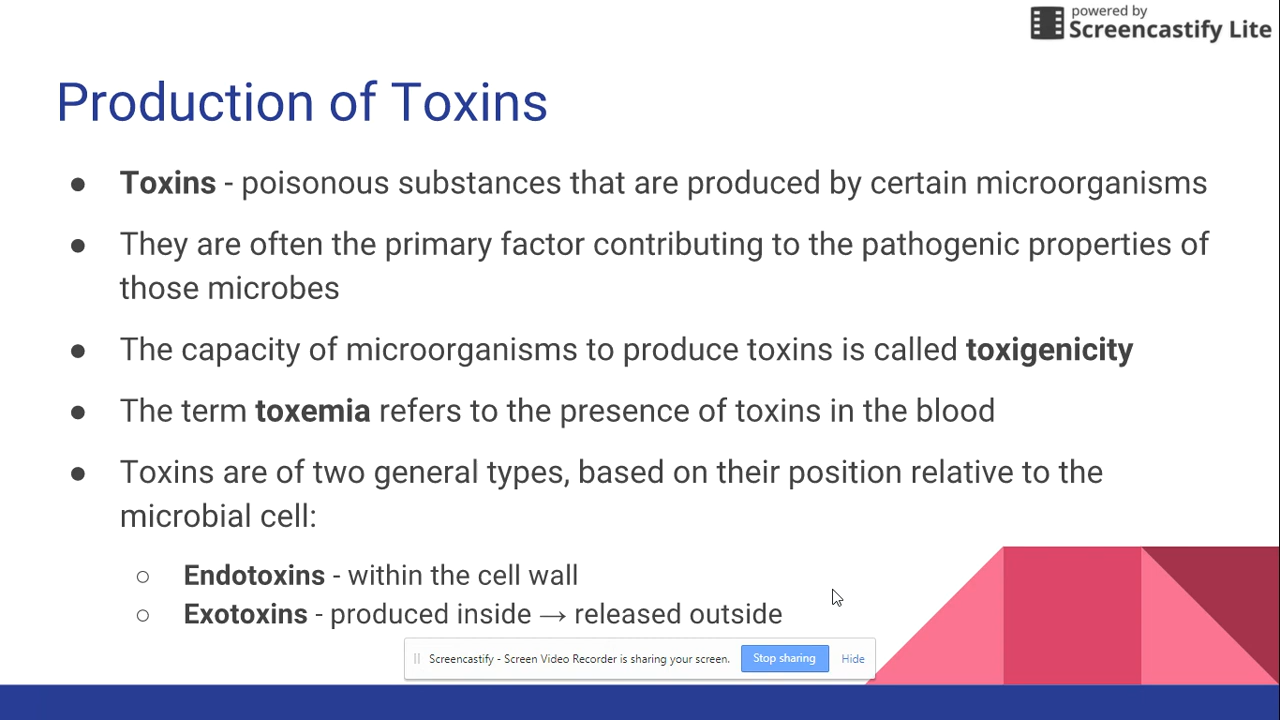 powered by
Screencastify Lite
Production of Toxins
● Toxins - poisonous substances that are produced by certain microorganisms
● They are often the primary factor contributing to the pathogenic properties of
those microbes
● The capacity of microorganisms to produce toxins is called toxigenicity
● The term toxemia refers to the presence of toxins in the blood
● Toxins are of two general types, based on their position relative to the
microbial cell:
○ Endotoxins - within the cell wall
○ Exotoxins - produced inside → released outside
Screencastify - Screen Video Recorder is sharing your screen. Stop sharing Hide